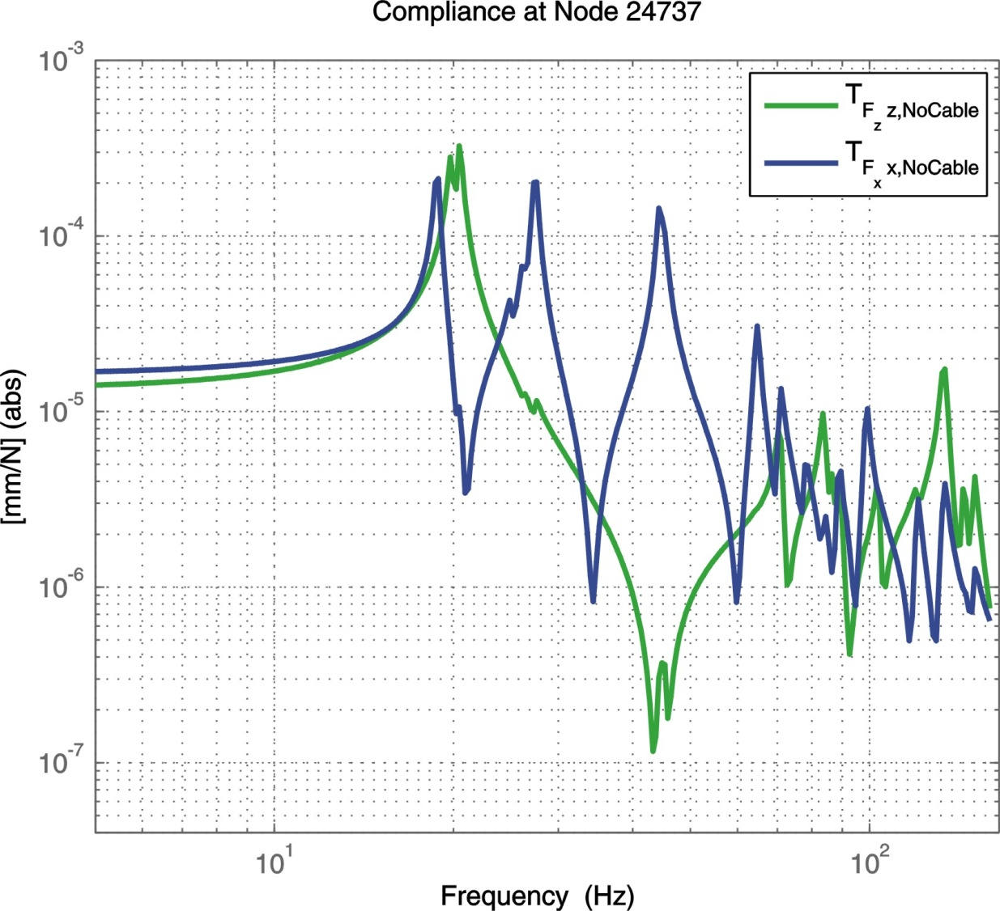 Compliance at Node 24737
T_{F_z z,NoCable}
T_{F_x x,NoCable}
[mm/N] (abs)
10^{-3}
10^{-4}
10^{-5}
10^{-6}
10^{-7}
10^{1}
10^{2}
Frequency (Hz)